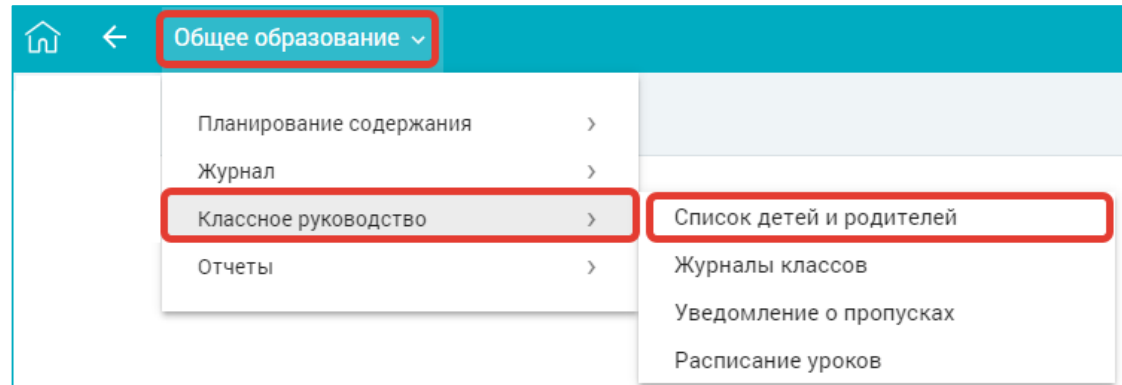 Общее образование
Планирование содержания
Журнал
Классное руководство
Отчеты
Список детей и родителей
Журналы классов
Уведомление о пропусках
Расписание уроков